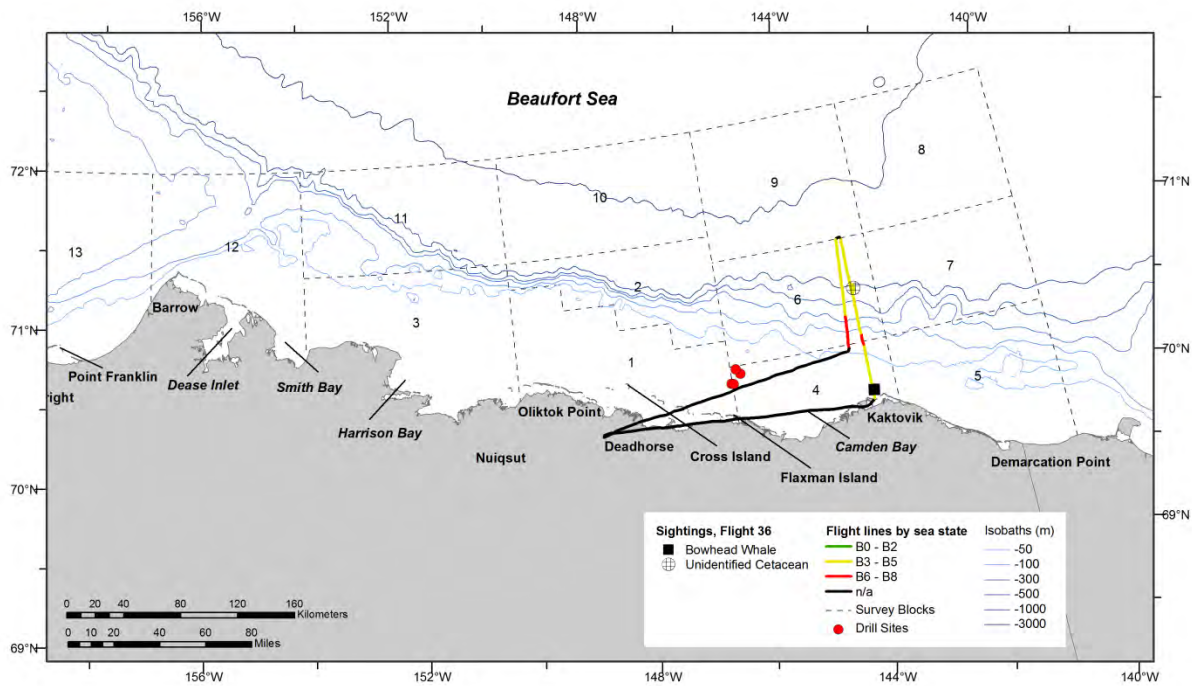 156°W 152°W 148°W 144°W 140°W
Beaufort Sea
72°N
71°N
70°N
69°N
71°N
70°N
69°N
8
9
10
11
12
13
7
6
2
3
1
5
4
Barrow
Point Franklin
right
Dease Inlet
Smith Bay
Harrison Bay
Oliktok Point
Nuiqsut
Deadhorse
Cross Island
Flaxman Island
Camden Bay
Kaktovik
Demarcation Point
Sightings, Flight 36
Bowhead Whale
Unidentified Cetacean
Flight lines by sea state
B0 - B2
B3 - B5
B6 - B8
n/a
Survey Blocks
Drill Sites
Isobaths (m)
-50
-100
-300
-500
-1000
-3000
0 20 40 80 120 160
Kilometers
0 10 20 40 60 80
Miles
156°W 152°W 148°W 144°W 140°W